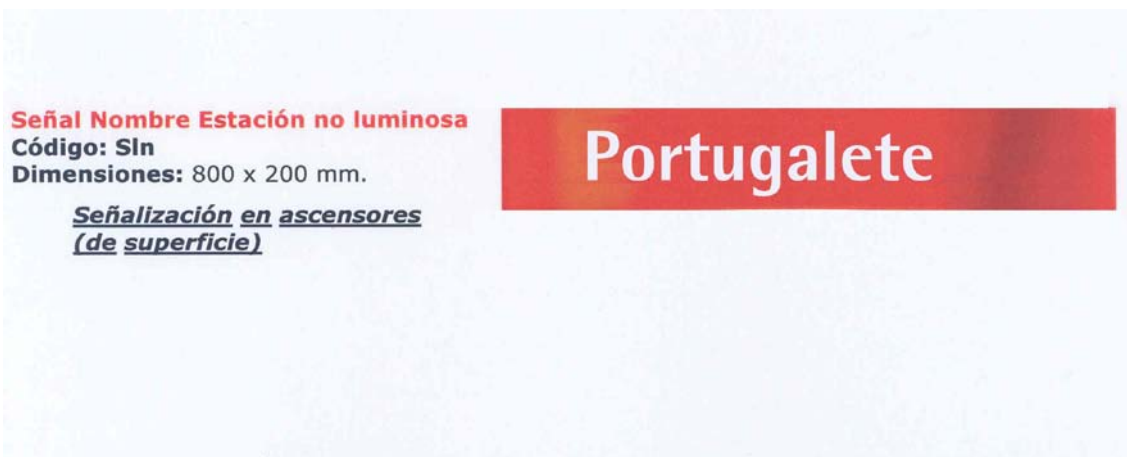 Señal Nombre Estación no luminosa
Código: Sln
Dimensiones: 800 x 200 mm.
Señalización en ascensores
(de superficie)
Portugalete